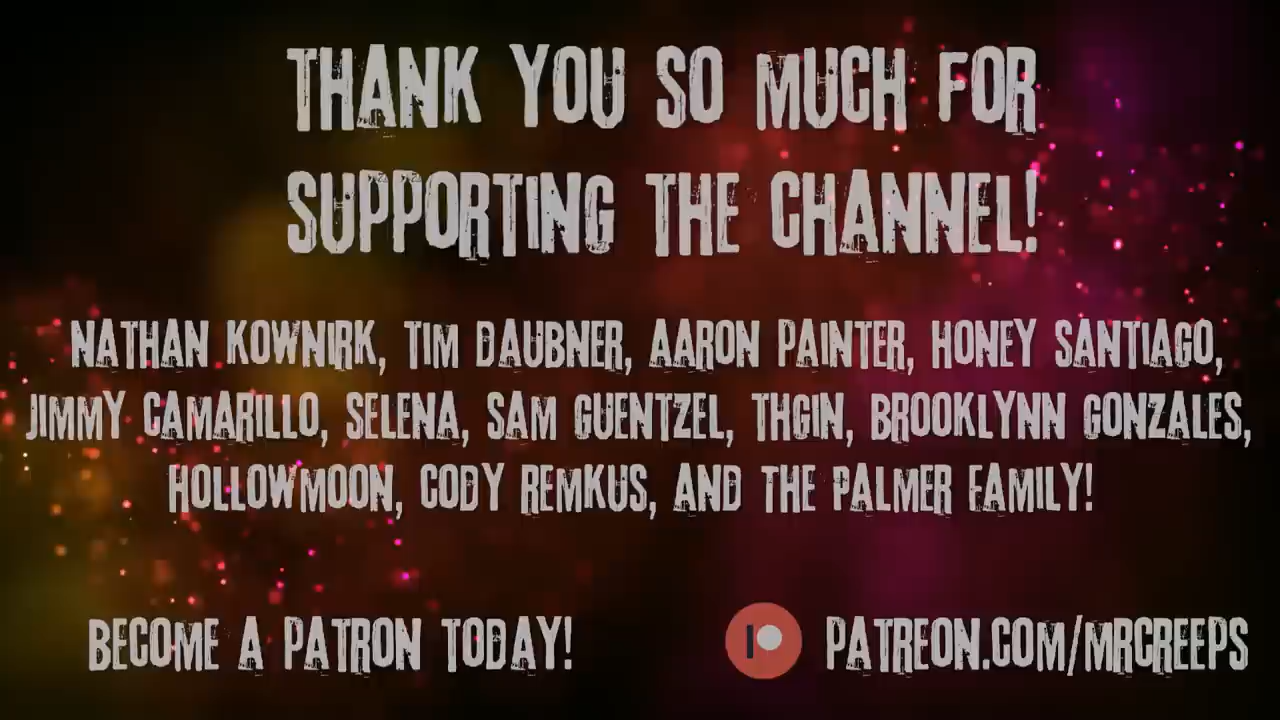 THANK YOU SO MUCH FOR
SUPPORTING THE CHANNEL!
NATHAN KOWNIRK, TIM DAUBNER, AARON PAINTER, HONEY SANTIAGO,
JIMMY CAMARILLO, SELENA, SAM GUENTZEL, THGIN, BROOKLYNN GONZALES,
HOLLOWMOON, CODY REMKUS, AND THE PALMER FAMILY!
BECOME A PATRON TODAY!
PATREON.COM/MRCREEPS